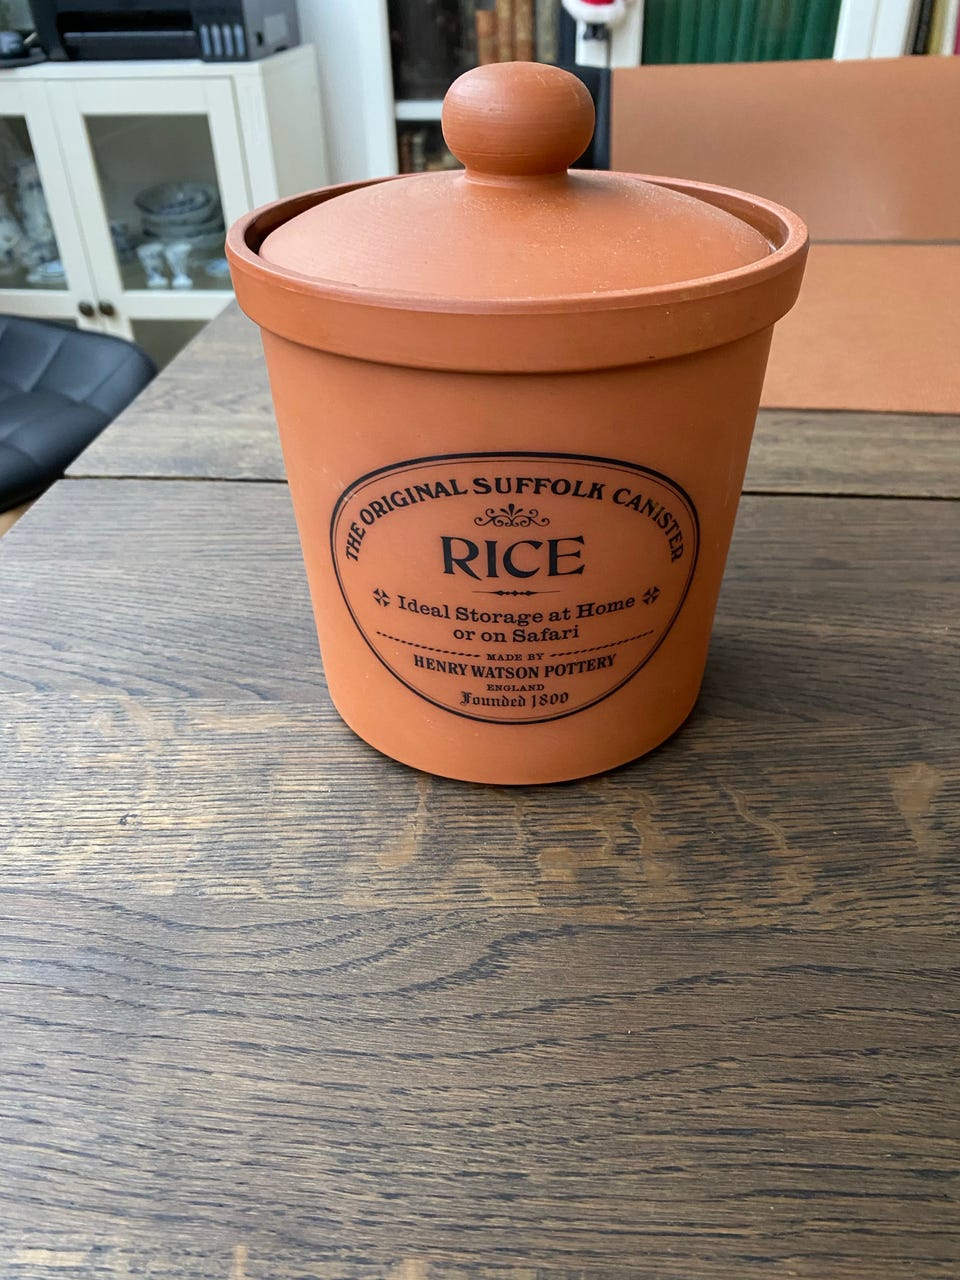 THE ORIGINAL SUFFOLK CANISTER
RICE
Ideal Storage at Home
or on Safari
MADE BY
HENRY WATSON POTTERY
ENGLAND
Founded 1800